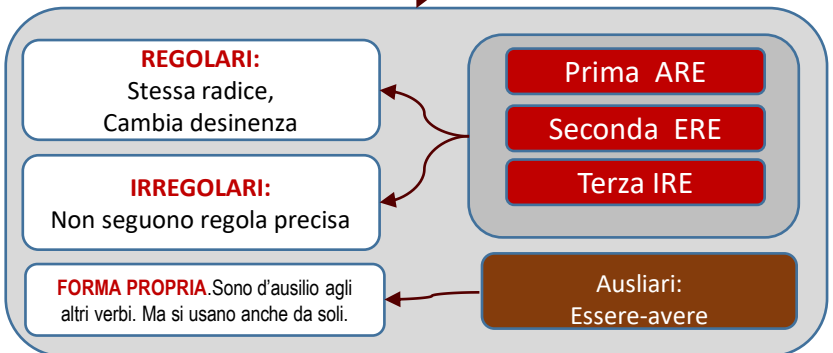 REGOLARI:
Stessa radice,
Cambia desinenza
IRREGOLARI:
Non seguono regola precisa
FORMA PROPRIA.Sono d'ausilio agli
altri verbi. Ma si usano anche da soli.
Prima ARE
Seconda ERE
Terza IRE
Ausliari:
Essere-avere